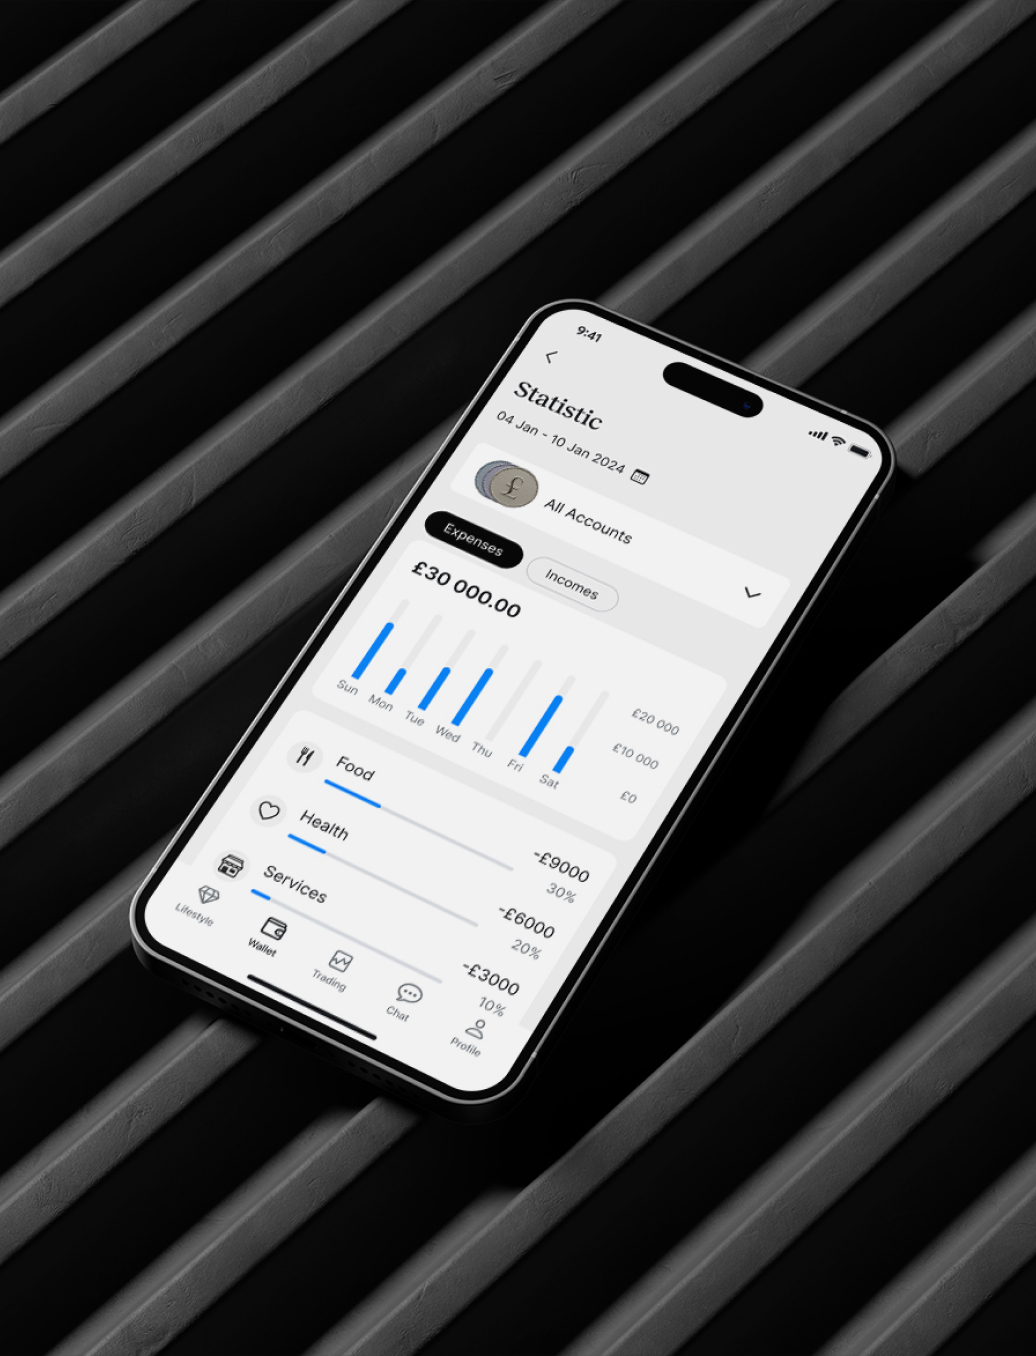 9:41
Statistic
04 Jan - 10 Jan 2024
£
All Accounts
Expenses
Incomes
£30 000.00
£20 000
£10 000
£0
Sun Mon Tue Wed Thu Fri Sat
Food
-£9000
30%
Health
-£6000
20%
Services
-£3000
10%
Lifestyle
Wallet
Trading
Chat
Profile